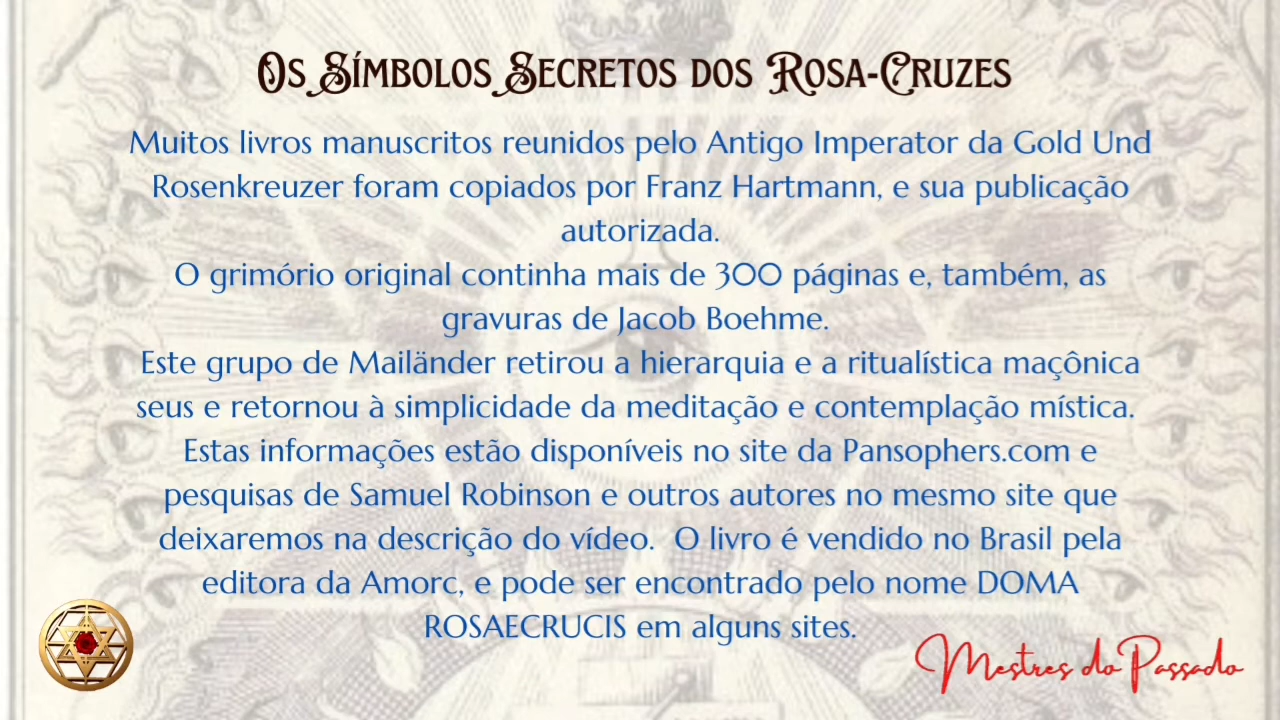 Os Símbolos Secretos dos Rosa-Cruzes
Muitos livros manuscritos reunidos pelo Antigo Imperator da Gold Und
Rosenkreuzer foram copiados por Franz Hartmann, e sua publicação
autorizada.
O grimório original continha mais de 300 páginas e, também, as
gravuras de Jacob Boehme.
Este grupo de Mailänder retirou a hierarquia e a ritualística maçônica
seus e retornou à simplicidade da meditação e contemplação mística.
Estas informações estão disponíveis no site da Pansophers.com e
pesquisas de Samuel Robinson e outros autores no mesmo site que
deixaremos na descrição do vídeo.  O livro é vendido no Brasil pela
editora da Amorc, e pode ser encontrado pelo nome DOMA
ROSAECRUCIS em alguns sites.
Mestres do Passado